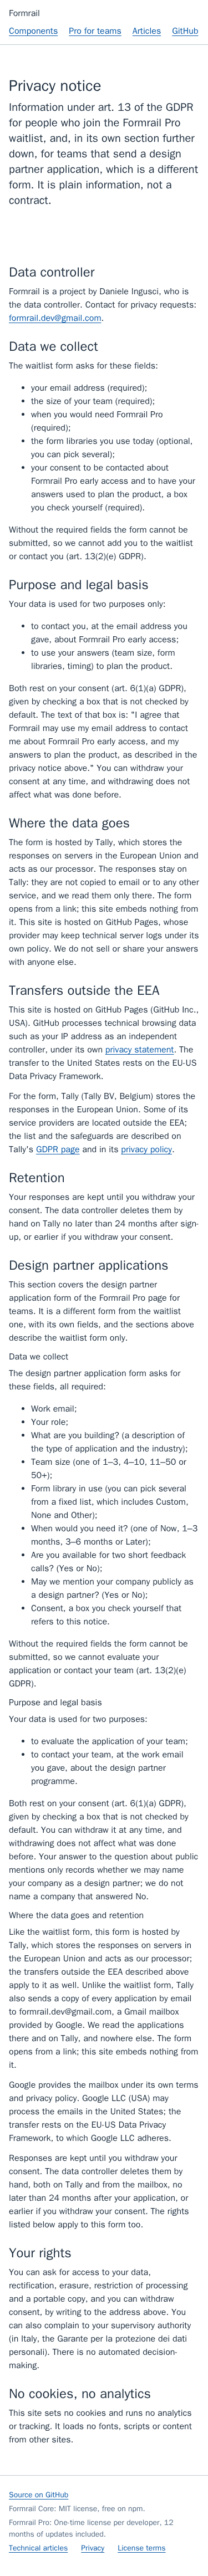 Formrail
Components Pro for teams Articles GitHub
Privacy notice
Information under art. 13 of the GDPR
for people who join the Formrail Pro
waitlist, and, in its own section further
down, for teams that send a design
partner application, which is a different
form. It is plain information, not a
contract.
Data controller
Formrail is a project by Daniele Ingusci, who is
the data controller. Contact for privacy requests:
formrail.dev@gmail.com.
Data we collect
The waitlist form asks for these fields:
• your email address (required);
• the size of your team (required);
• when you would need Formrail Pro
(required);
• the form libraries you use today (optional,
you can pick several);
• your consent to be contacted about
Formrail Pro early access and to have your
answers used to plan the product, a box
you check yourself (required).
Without the required fields the form cannot be
submitted, so we cannot add you to the waitlist
or contact you (art. 13(2)(e) GDPR).
Purpose and legal basis
Your data is used for two purposes only:
• to contact you, at the email address you
gave, about Formrail Pro early access;
• to use your answers (team size, form
libraries, timing) to plan the product.
Both rest on your consent (art. 6(1)(a) GDPR),
given by checking a box that is not checked by
default. The text of that box is: "I agree that
Formrail may use my email address to contact
me about Formrail Pro early access, and my
answers to plan the product, as described in the
privacy notice above." You can withdraw your
consent at any time, and withdrawing does not
affect what was done before.
Where the data goes
The form is hosted by Tally, which stores the
responses on servers in the European Union and
acts as our processor. The responses stay on
Tally: they are not copied to email or to any other
service, and we read them only there. The form
opens from a link; this site embeds nothing from
it. This site is hosted on GitHub Pages, whose
provider may keep technical server logs under its
own policy. We do not sell or share your answers
with anyone else.
Transfers outside the EEA
This site is hosted on GitHub Pages (GitHub Inc.,
USA). GitHub processes technical browsing data
such as your IP address as an independent
controller, under its own privacy statement. The
transfer to the United States rests on the EU-US
Data Privacy Framework.
For the form, Tally (Tally BV, Belgium) stores the
responses in the European Union. Some of its
service providers are located outside the EEA;
the list and the safeguards are described on
Tally's GDPR page and in its privacy policy.
Retention
Your responses are kept until you withdraw your
consent. The data controller deletes them by
hand on Tally no later than 24 months after sign-
up, or earlier if you withdraw your consent.
Design partner applications
This section covers the design partner
application form of the Formrail Pro page for
teams. It is a different form from the waitlist
one, with its own fields, and the sections above
describe the waitlist form only.
Data we collect
The design partner application form asks for
these fields, all required:
• Work email;
• Your role;
• What are you building? (a description of
the type of application and the industry);
• Team size (one of 1–3, 4–10, 11–50 or
50+);
• Form library in use (you can pick several
from a fixed list, which includes Custom,
None and Other);
• When would you need it? (one of Now, 1–3
months, 3–6 months or Later);
• Are you available for two short feedback
calls? (Yes or No);
• May we mention your company publicly as
a design partner? (Yes or No);
• Consent, a box you check yourself that
refers to this notice.
Without the required fields the form cannot be
submitted, so we cannot evaluate your
application or contact your team (art. 13(2)(e)
GDPR).
Purpose and legal basis
Your data is used for two purposes:
• to evaluate the application of your team;
• to contact your team, at the work email
you gave, about the design partner
programme.
Both rest on your consent (art. 6(1)(a) GDPR),
given by checking a box that is not checked by
default. You can withdraw it at any time, and
withdrawing does not affect what was done
before. Your answer to the question about public
mentions only records whether we may name
your company as a design partner; we do not
name a company that answered No.
Where the data goes and retention
Like the waitlist form, this form is hosted by
Tally, which stores the responses on servers in
the European Union and acts as our processor;
the transfers outside the EEA described above
apply to it as well. Unlike the waitlist form, Tally
also sends a copy of every application by email
to formrail.dev@gmail.com, a Gmail mailbox
provided by Google. We read the applications
there and on Tally, and nowhere else. The form
opens from a link; this site embeds nothing from
it.
Google provides the mailbox under its own terms
and privacy policy. Google LLC (USA) may
process the emails in the United States; the
transfer rests on the EU-US Data Privacy
Framework, to which Google LLC adheres.
Responses are kept until you withdraw your
consent. The data controller deletes them by
hand, both on Tally and from the mailbox, no
later than 24 months after your application, or
earlier if you withdraw your consent. The rights
listed below apply to this form too.
Your rights
You can ask for access to your data,
rectification, erasure, restriction of processing
and a portable copy, and you can withdraw
consent, by writing to the address above. You
can also complain to your supervisory authority
(in Italy, the Garante per la protezione dei dati
personali). There is no automated decision-
making.
No cookies, no analytics
This site sets no cookies and runs no analytics
or tracking. It loads no fonts, scripts or content
from other sites.
Source on GitHub
Formrail Core: MIT license, free on npm.
Formrail Pro: One-time license per developer, 12
months of updates included.
Technical articles Privacy License terms